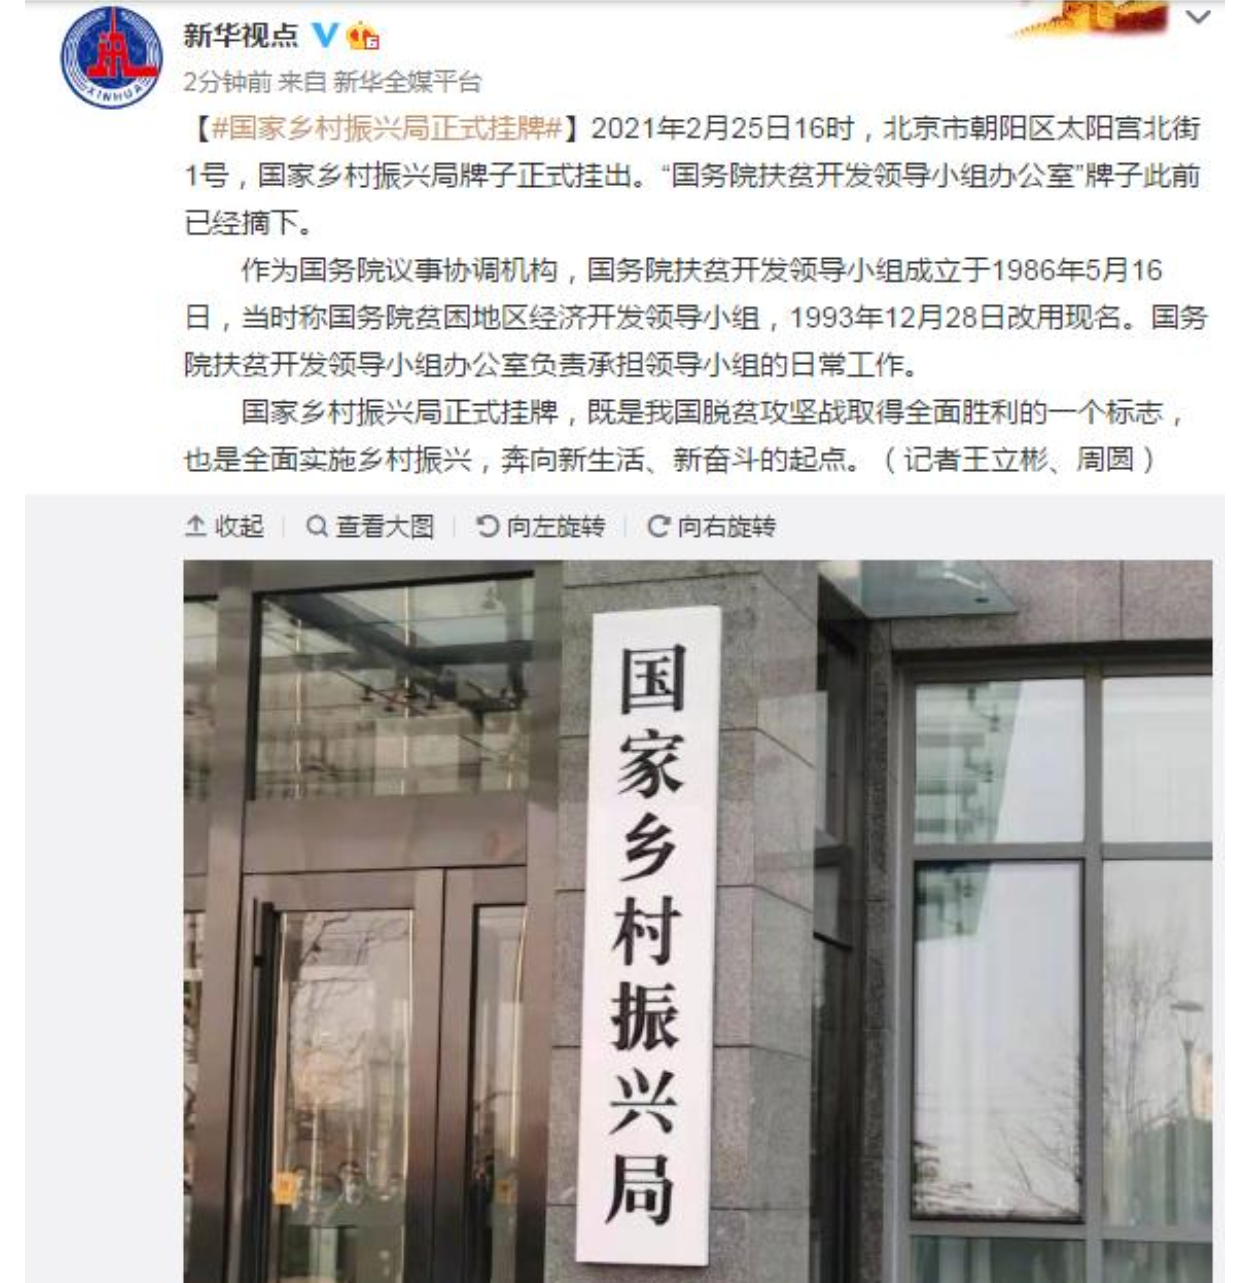 新华视点
2分钟前 来自 新华全媒平台
【#国家乡村振兴局正式挂牌#】2021年2月25日16时，北京市朝阳区太阳宫北街
1号，国家乡村振兴局牌子正式挂出。“国务院扶贫开发领导小组办公室”牌子此前
已经摘下。
作为国务院议事协调机构，国务院扶贫开发领导小组成立于1986年5月16
日，当时称国务院贫困地区经济开发领导小组，1993年12月28日改用现名。国务
院扶贫开发领导小组办公室负责承担领导小组的日常工作。
国家乡村振兴局正式挂牌，既是我国脱贫攻坚战取得全面胜利的一个标志，
也是全面实施乡村振兴，奔向新生活、新奋斗的起点。（记者王立彬、周圆）
收起 查看大图 向左旋转 向右旋转
国家乡村振兴局
XINHUA